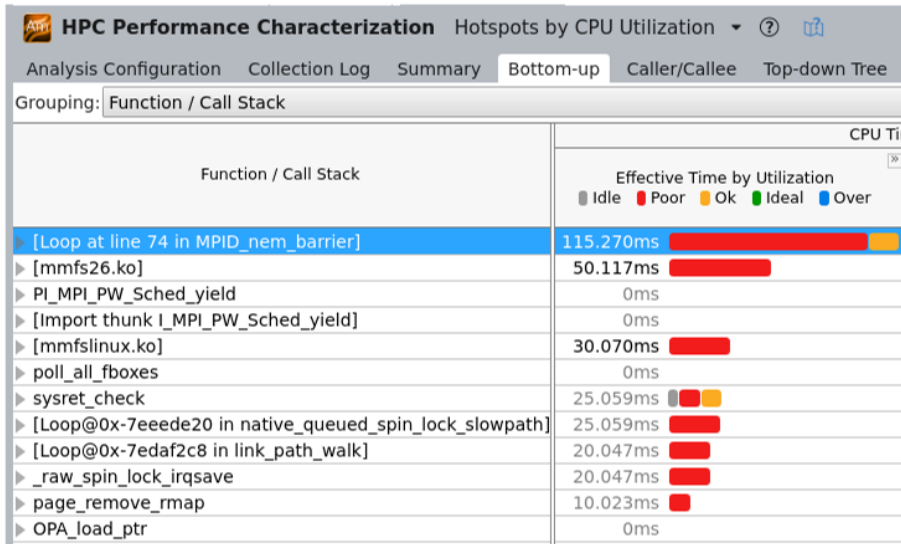 HPC Performance Characterization Hotspots by CPU Utilization ?
Analysis Configuration Collection Log Summary Bottom-up Caller/Callee Top-down Tree
Grouping: Function / Call Stack
CPU Ti
Function / Call Stack
»
Effective Time by Utilization
Idle Poor Ok Ideal Over
[Loop at line 74 in MPID_nem_barrier] 115.270ms
[mmfs26.ko] 50.117ms
PI_MPI_PW_Sched_yield 0ms
[Import thunk I_MPI_PW_Sched_yield] 0ms
[mmfslinux.ko] 30.070ms
poll_all_fboxes 0ms
sysret_check 25.059ms
[Loop@0x-7eeede20 in native_queued_spin_lock_slowpath] 25.059ms
[Loop@0x-7edaf2c8 in link_path_walk] 20.047ms
_raw_spin_lock_irqsave 20.047ms
page_remove_rmap 10.023ms
OPA_load_ptr 0ms